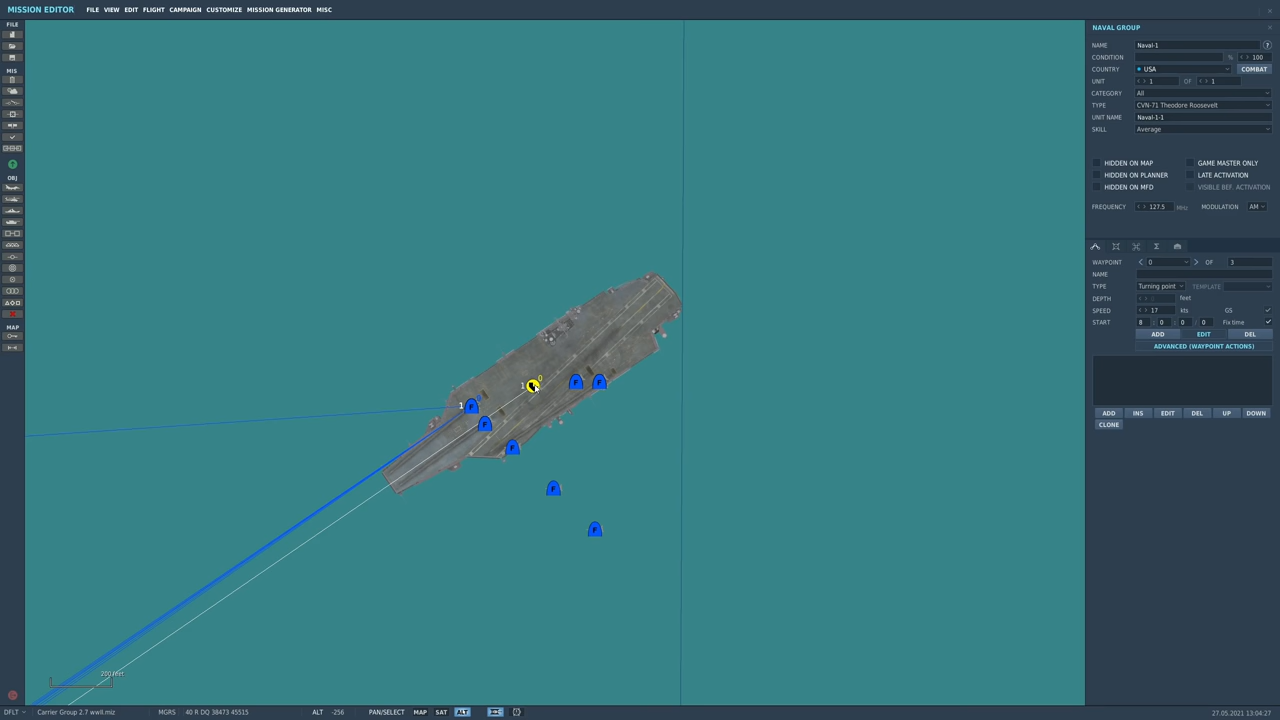 MISSION EDITOR FILE VIEW EDIT FLIGHT CAMPAIGN CUSTOMIZE MISSION GENERATOR MISC
FILE
MIS
OBJ
MAP
1 0
1 0
F F
F
F
F
F
F
200 feet
NAVAL GROUP
NAME Naval-1 ?
CONDITION % < > 100
COUNTRY USA COMBAT
UNIT < > 1 OF < > 1
CATEGORY All
TYPE CVN-71 Theodore Roosevelt
UNIT NAME Naval-1-1
SKILL Average
HIDDEN ON MAP GAME MASTER ONLY
HIDDEN ON PLANNER LATE ACTIVATION
HIDDEN ON MFD VISIBLE BEF. ACTIVATION
FREQUENCY < > 127.5 MHz MODULATION AM
WAYPOINT < 0 > OF 3
NAME
TYPE Turning point TEMPLATE
DEPTH < > 0 feet
SPEED < > 17 kts GS
START 8 : 0 : 0 / 0 Fix time
ADD EDIT DEL
ADVANCED (WAYPOINT ACTIONS)
ADD INS EDIT DEL UP DOWN
CLONE
DFLT Carrier Group 2.7 wwii.miz MGRS 40 R DQ 38473 45515 ALT -256 PAN/SELECT MAP SAT ALT 27.05.2021 13:04:27